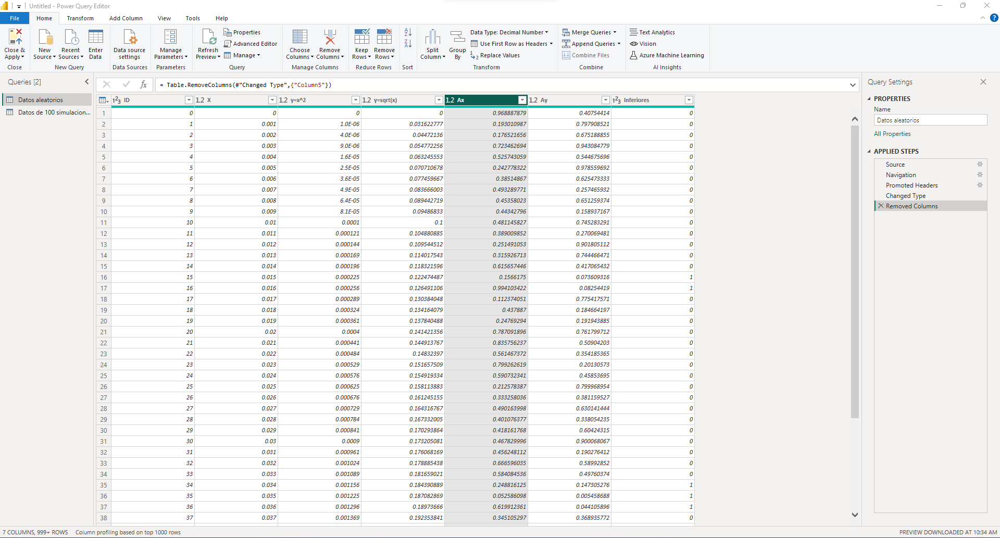 Untitled - Power Query Editor
File Home Transform Add Column View Tools Help
Close & Apply
New Source
Recent Sources
Enter Data
Data source settings
Manage Parameters
Refresh Preview
Properties
Advanced Editor
Manage
Choose Columns
Remove Columns
Keep Rows
Remove Rows
Split Column
Group By
Data Type: Decimal Number
Use First Row as Headers
Replace Values
Merge Queries
Append Queries
Combine Files
Text Analytics
Vision
Azure Machine Learning
Close New Query Data Sources Parameters Query Manage Columns Reduce Rows Sort Transform Combine AI Insights
Queries [2]
Datos aleatorios
Datos de 100 simulacion...
fx = Table.RemoveColumns(#"Changed Type",{"Column5"})
123 ID 1.2 X 1.2 y=x^2 1.2 y=sqrt(x) 1.2 Ax 1.2 Ay 123 Inferiores
1 0 0 0 0 0.968887879 0.40754414 0
2 1 0.001 1.0E-06 0.031622777 0.193010987 0.797908521 0
3 2 0.002 4.0E-06 0.04472136 0.176521656 0.675188855 0
4 3 0.003 9.0E-06 0.054772256 0.723462694 0.943084779 0
5 4 0.004 1.6E-05 0.063245553 0.525743059 0.544675696 0
6 5 0.005 2.5E-05 0.070710678 0.242778322 0.978559692 0
7 6 0.006 3.6E-05 0.077459667 0.38514867 0.625473333 0
8 7 0.007 4.9E-05 0.083666003 0.493289771 0.257465932 0
9 8 0.008 6.4E-05 0.089442719 0.45358023 0.651259374 0
10 9 0.009 8.1E-05 0.09486833 0.44342796 0.158937167 0
11 10 0.01 0.0001 0.1 0.481145827 0.745283291 0
12 11 0.011 0.000121 0.104880885 0.389009852 0.270069481 0
13 12 0.012 0.000144 0.109544512 0.251491053 0.901805112 0
14 13 0.013 0.000169 0.114017543 0.315926713 0.744466471 0
15 14 0.014 0.000196 0.118321596 0.615657446 0.417065432 0
16 15 0.015 0.000225 0.122474487 0.1566175 0.073609316 1
17 16 0.016 0.000256 0.126491106 0.994103422 0.08254419 1
18 17 0.017 0.000289 0.130384048 0.112374051 0.775417571 0
19 18 0.018 0.000324 0.134164079 0.437887 0.184664197 0
20 19 0.019 0.000361 0.137840488 0.24769294 0.191943885 0
21 20 0.02 0.0004 0.141421356 0.787091896 0.761799712 0
22 21 0.021 0.000441 0.144913767 0.835756237 0.50904203 0
23 22 0.022 0.000484 0.14832397 0.561467372 0.354185365 0
24 23 0.023 0.000529 0.151657509 0.799262619 0.20130573 0
25 24 0.024 0.000576 0.154919334 0.590732341 0.45853695 0
26 25 0.025 0.000625 0.158113883 0.212578387 0.799968954 0
27 26 0.026 0.000676 0.161245155 0.333258036 0.381159527 0
28 27 0.027 0.000729 0.164316767 0.490163998 0.630141444 0
29 28 0.028 0.000784 0.167332005 0.401076377 0.338054235 0
30 29 0.029 0.000841 0.170293864 0.418161768 0.60424315 0
31 30 0.03 0.0009 0.173205081 0.467829996 0.900068067 0
32 31 0.031 0.000961 0.176068169 0.456248112 0.190276412 0
33 32 0.032 0.001024 0.178885438 0.666596035 0.58992852 0
34 33 0.033 0.001089 0.181659021 0.584084536 0.49760374 0
35 34 0.034 0.001156 0.184390889 0.248816125 0.147305276 1
36 35 0.035 0.001225 0.187082869 0.052586098 0.005458688 1
37 36 0.036 0.001296 0.18973666 0.619912361 0.044105896 1
38 37 0.037 0.001369 0.192353841 0.345105297 0.368935772 0
Query Settings
PROPERTIES
Name
Datos aleatorios
All Properties
APPLIED STEPS
Source
Navigation
Promoted Headers
Changed Type
Removed Columns
7 COLUMNS, 999+ ROWS Column profiling based on top 1000 rows PREVIEW DOWNLOADED AT 10:34 AM